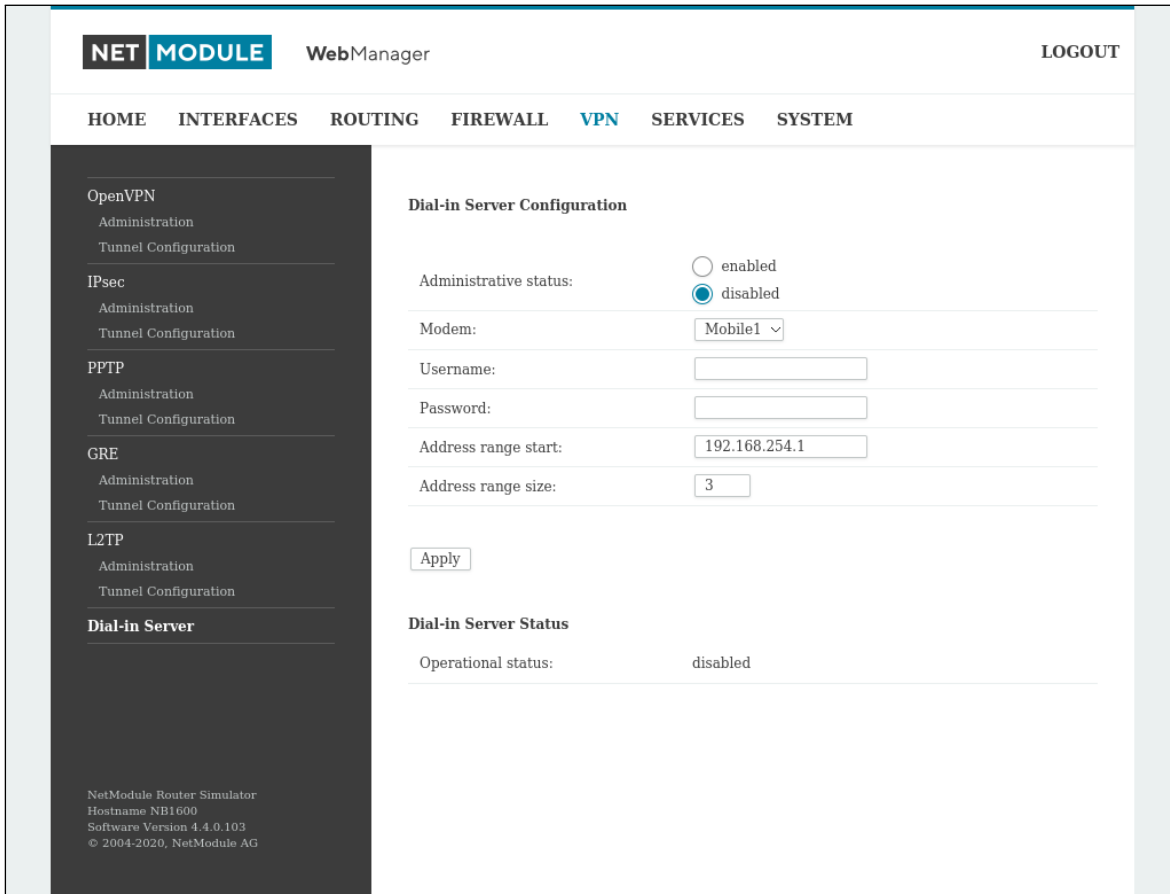 NET MODULE WebManager LOGOUT
HOME INTERFACES ROUTING FIREWALL VPN SERVICES SYSTEM
OpenVPN
Administration
Tunnel Configuration
IPsec
Administration
Tunnel Configuration
PPTP
Administration
Tunnel Configuration
GRE
Administration
Tunnel Configuration
L2TP
Administration
Tunnel Configuration
Dial-in Server
NetModule Router Simulator
Hostname NB1600
Software Version 4.4.0.103
© 2004-2020, NetModule AG
Dial-in Server Configuration
Administrative status:
enabled
disabled
Modem: Mobile1
Username:
Password:
Address range start: 192.168.254.1
Address range size: 3
Apply
Dial-in Server Status
Operational status: disabled